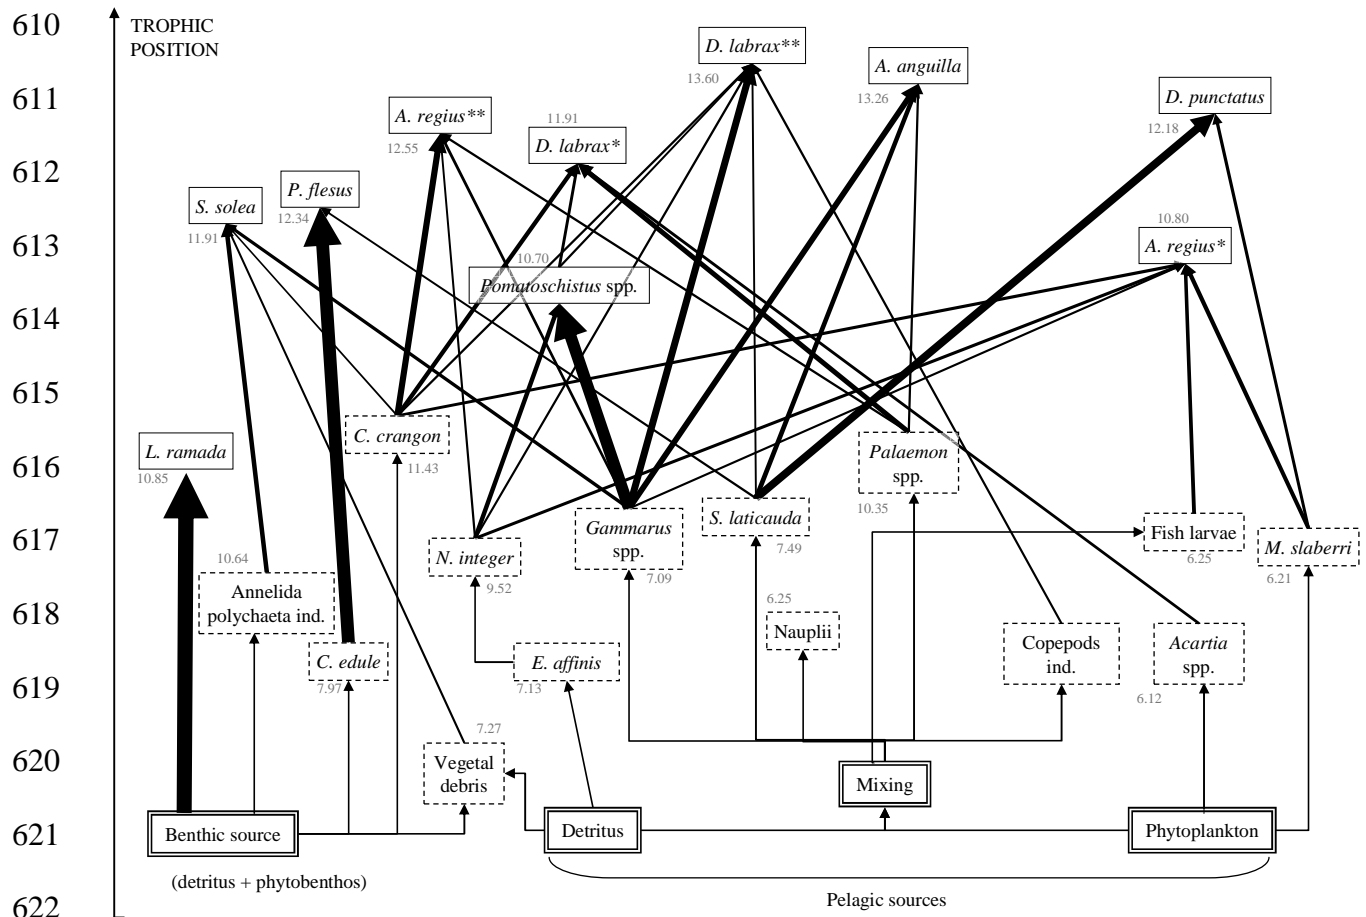 610
TROPHIC
POSITION
D. labrax**
13.60
A. anguilla
13.26
611
D. punctatus
12.18
A. regius**
12.55
11.91
D. labrax*
612
P. flesus
12.34
S. solea
11.91
613
10.80
A. regius*
10.70
Pomatoschistus spp.
614
615
C. crangon
11.43
L. ramada
10.85
616
Palaemon
spp.
10.35
Gammarus
spp.
7.09
S. laticauda
7.49
617
N. integer
9.52
Fish larvae
6.25
M. slaberri
6.21
10.64
Annelida
polychaeta ind.
618
6.25
Nauplii
Copepods
ind.
Acartia
spp.
6.12
C. edule
7.97
E. affinis
7.13
619
7.27
Vegetal
debris
620
Mixing
621
Benthic source
Detritus
Phytoplankton
(detritus + phytobenthos)
Pelagic sources
622